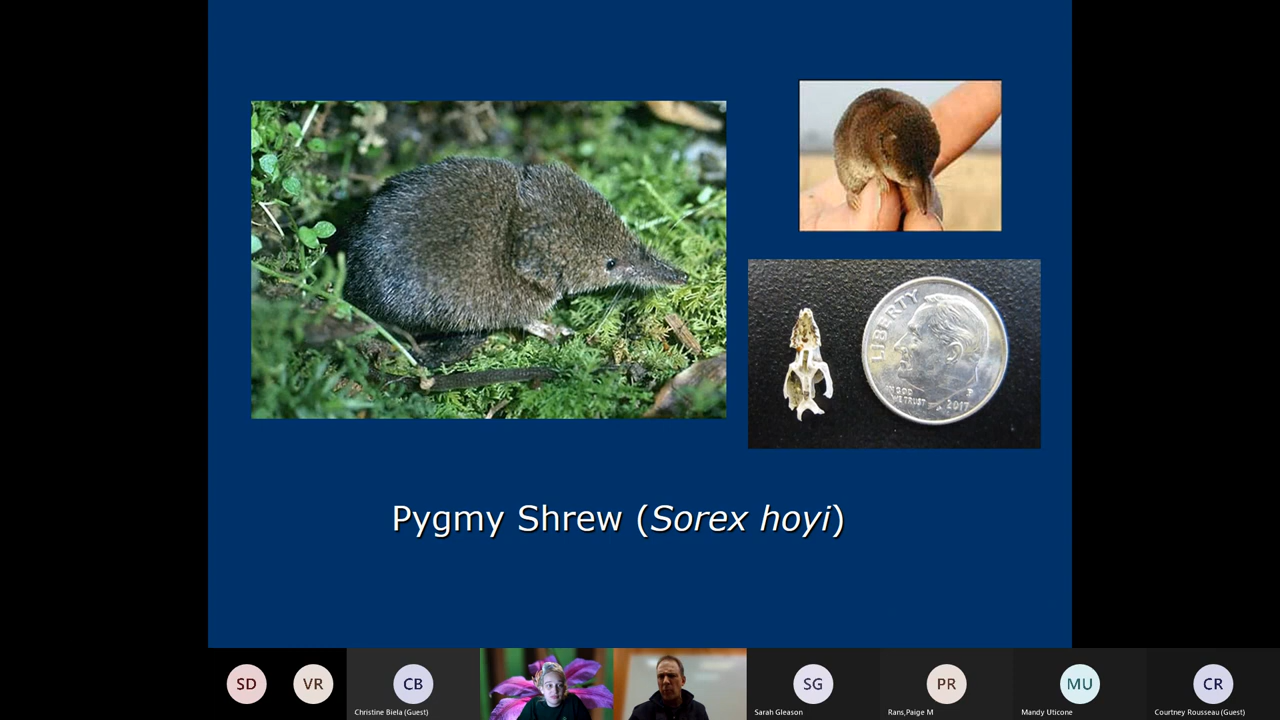 LIBERTY
IN GOD
WE TRUST
P
2017
Pygmy Shrew (Sorex hoyi)
SD
VR
CB
SG
PR
MU
CR
Christine Biela (Guest)
Sarah Gleason
Rans,Paige M
Mandy Uticone
Courtney Rousseau (Guest)